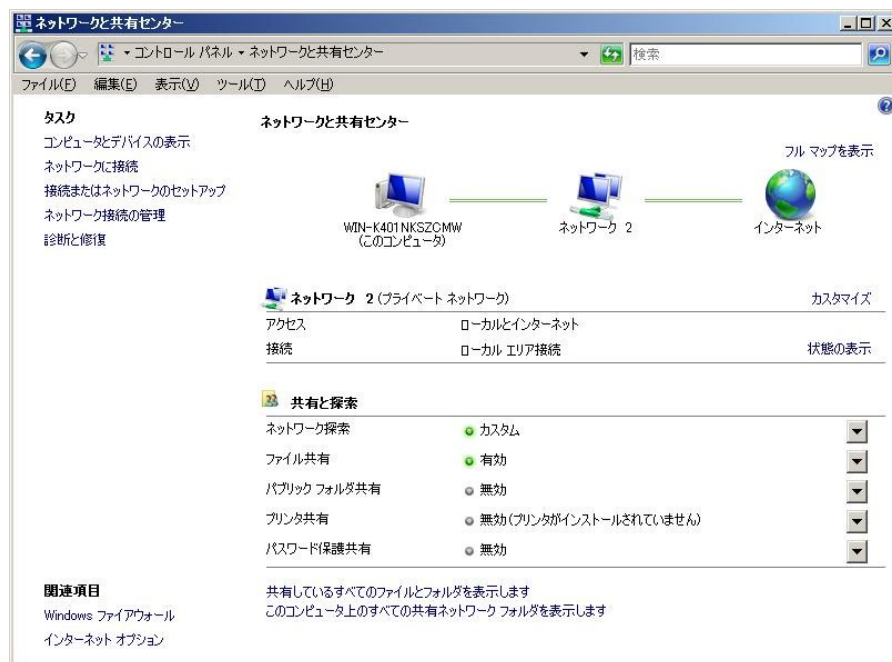 ネットワークと共有センター
コントロール パネル ネットワークと共有センター
検索
ファイル(F) 編集(E) 表示(V) ツール(T) ヘルプ(H)
タスク
コンピュータとデバイスの表示
ネットワークに接続
接続またはネットワークのセットアップ
ネットワーク接続の管理
診断と修復
ネットワークと共有センター
フル マップを表示
WIN-K401NKSZCMW
(このコンピュータ)
ネットワーク 2
インターネット
ネットワーク 2 (プライベート ネットワーク)
カスタマイズ
アクセス ローカルとインターネット
接続 ローカル エリア接続 状態の表示
共有と探索
ネットワーク探索 カスタム
ファイル共有 有効
パブリック フォルダ共有 無効
プリンタ共有 無効(プリンタがインストールされていません)
パスワード保護共有 無効
共有しているすべてのファイルとフォルダを表示します
このコンピュータ上のすべての共有ネットワーク フォルダを表示します
関連項目
Windows ファイアウォール
インターネット オプション